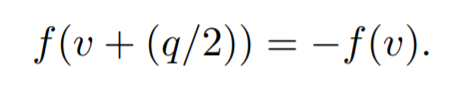 f(v + (q/2)) = −f(v).